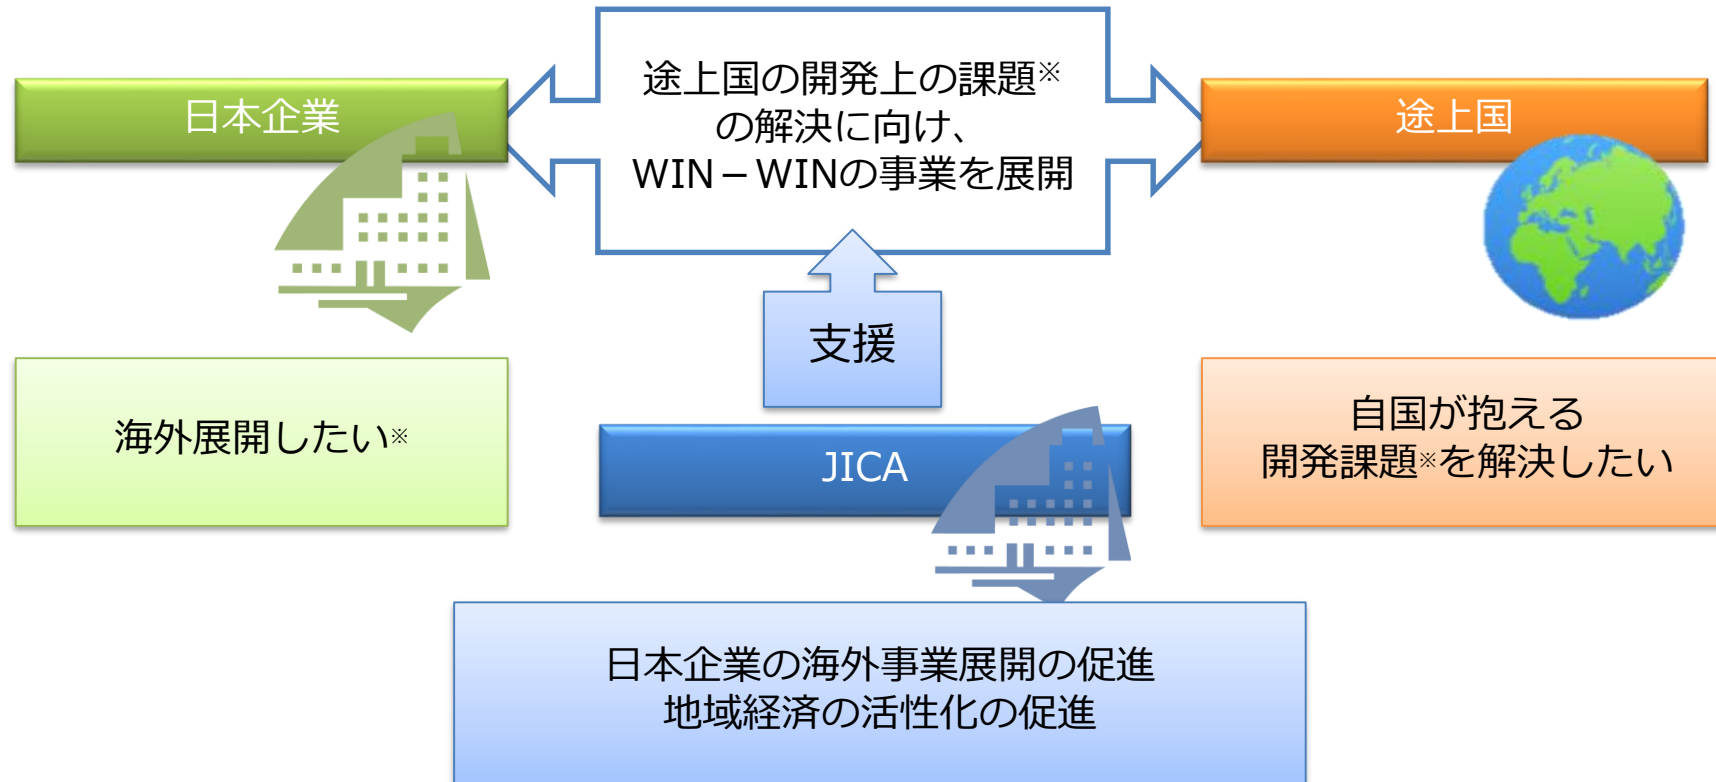 日本企業
途上国の開発上の課題※
の解決に向け、
WIN－WINの事業を展開
途上国
支援
海外展開したい※
JICA
自国が抱える
開発課題※を解決したい
日本企業の海外事業展開の促進
地域経済の活性化の促進